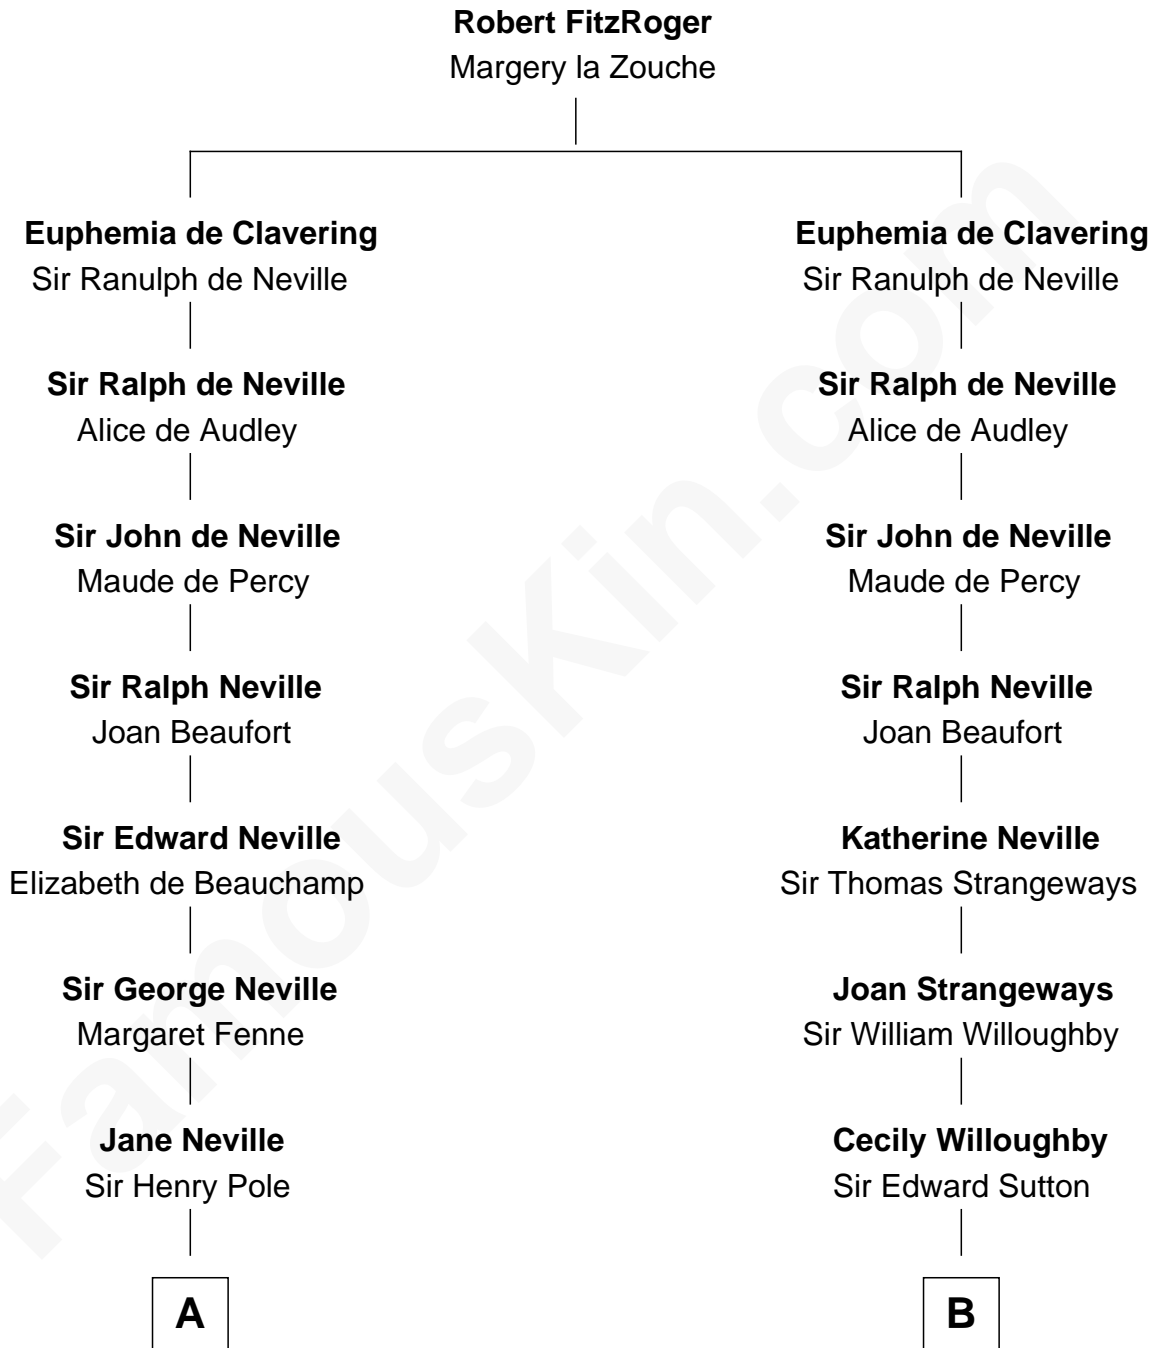 Robert FitzRoger
Margery la Zouche
Euphemia de Clavering
Sir Ranulph de Neville
Sir Ralph de Neville
Alice de Audley
Sir John de Neville
Maude de Percy
Sir Ralph Neville
Joan Beaufort
Sir Edward Neville
Elizabeth de Beauchamp
Sir George Neville
Margaret Fenne
Jane Neville
Sir Henry Pole
A
Euphemia de Clavering
Sir Ranulph de Neville
Sir Ralph de Neville
Alice de Audley
Sir John de Neville
Maude de Percy
Sir Ralph Neville
Joan Beaufort
Katherine Neville
Sir Thomas Strangeways
Joan Strangeways
Sir William Willoughby
Cecily Willoughby
Sir Edward Sutton
B
FamousKin.com